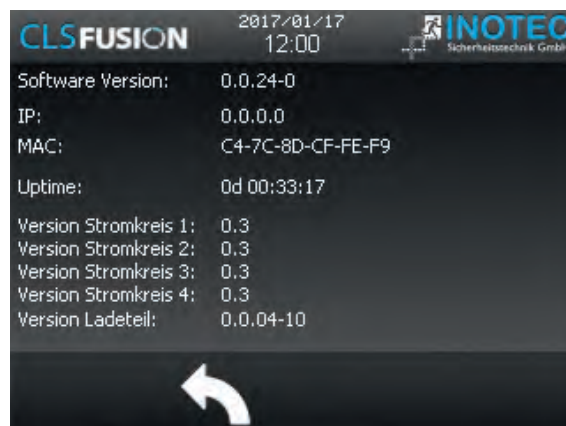 CLSFUSION
2017/01/17
12:00
INOTEC
Sicherheitstechnik GmbH
Software Version: 0.0.24-0
IP: 0.0.0.0
MAC: C4-7C-8D-CF-FE-F9
Uptime: 0d 00:33:17
Version Stromkreis 1: 0.3
Version Stromkreis 2: 0.3
Version Stromkreis 3: 0.3
Version Stromkreis 4: 0.3
Version Ladeteil: 0.0.04-10